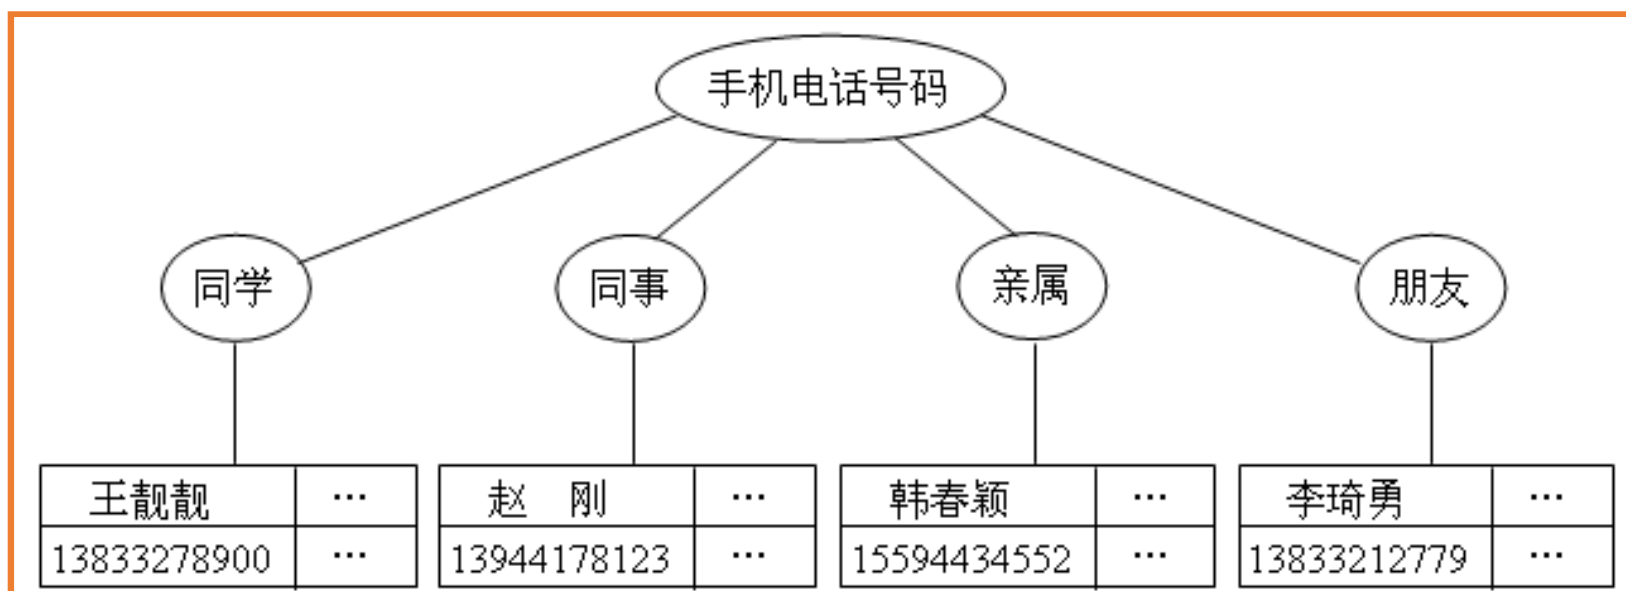 手机电话号码
同学 同事 亲属 朋友
王靓靓 … 赵 刚 … 韩春颖 … 李琦勇 …
13833278900 … 13944178123 … 15594434552 … 13833212779 …